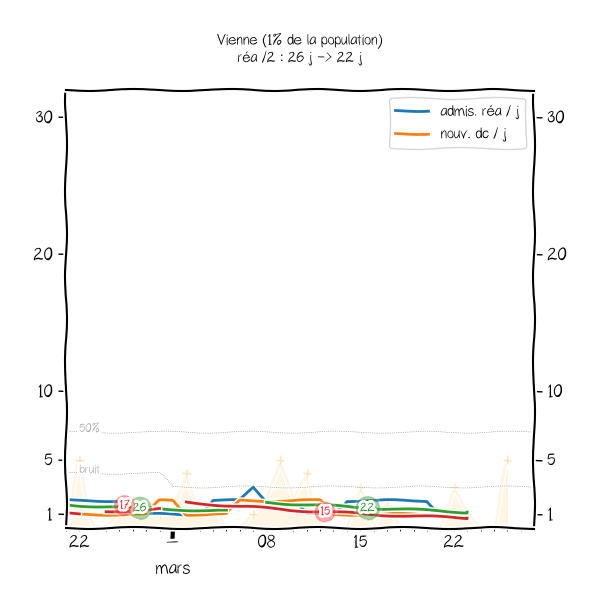 Vienne (1% de la population)
réa /2 : 26 j -> 22 j
admis. réa / j
nouv. dc / j
30 30
20 20
10 10
50%
5 5
bruit
17 26 15 22
1 1
22 1 08 15 22
mars